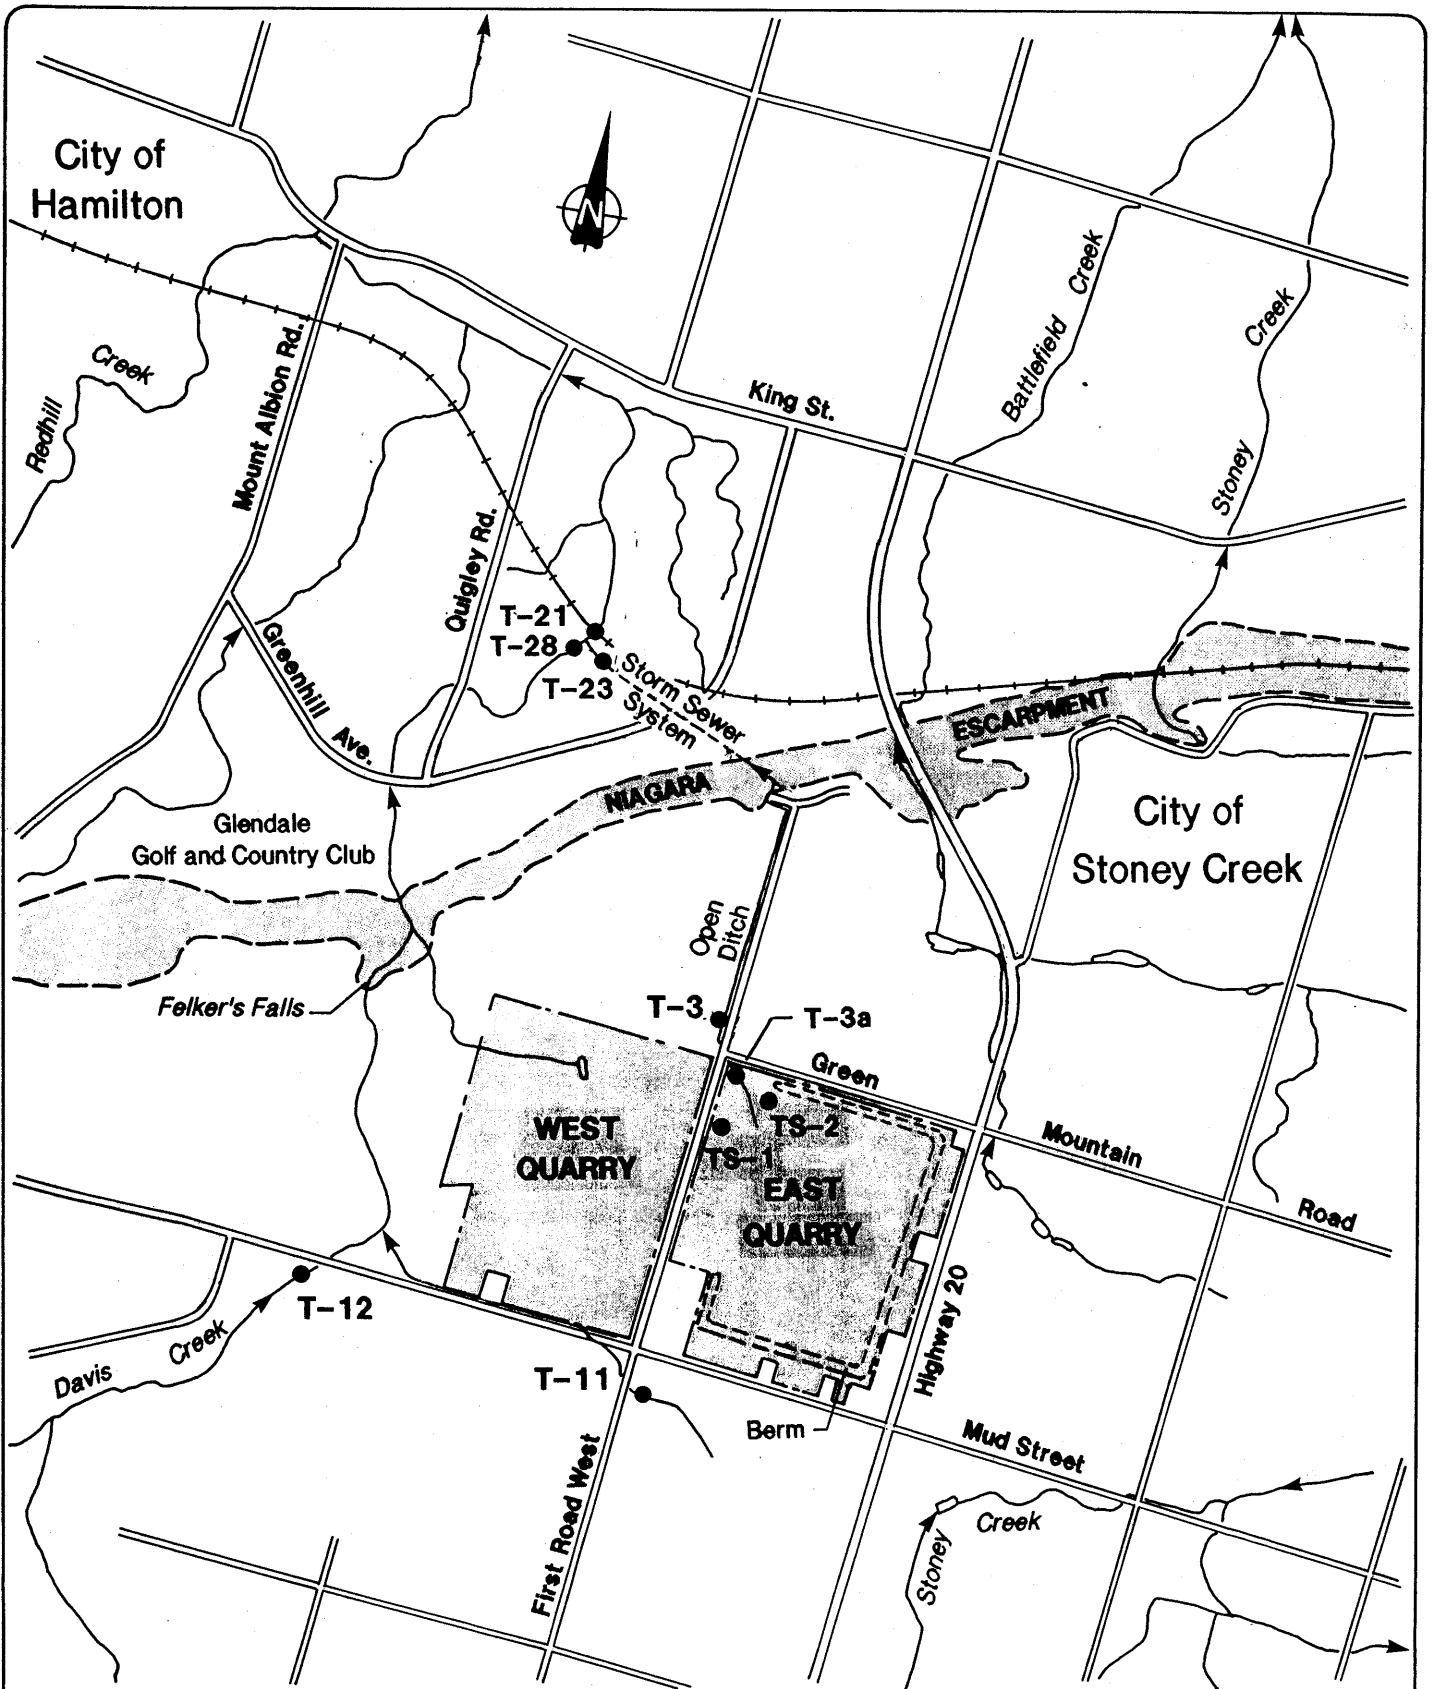 City of
Hamilton
N
Redhill
Creek
Mount Albion Rd.
King St.
Battlefield
Creek
Stoney
Creek
Quigley Rd.
Greenhill
Ave.
T-21
T-28
T-23
Storm Sewer
System
NIAGARA
ESCARPMENT
Glendale
Golf and Country Club
City of
Stoney Creek
Felker's Falls
Open
Ditch
T-3
T-3a
Green
Mountain
Road
WEST
QUARRY
TS-2
TS-1
EAST
QUARRY
T-12
Davis
Creek
T-11
Berm
Highway 20
Mud Street
First Road West
Stoney
Creek